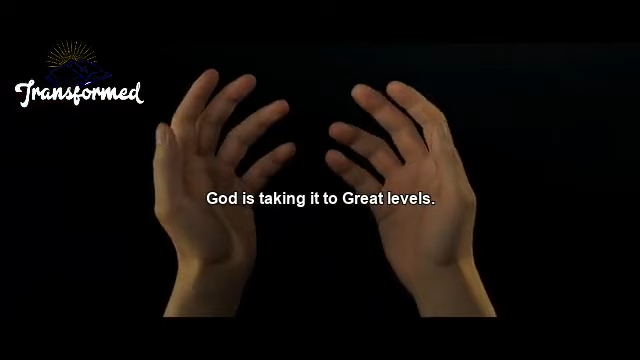 Transformed
God is taking it to Great levels.